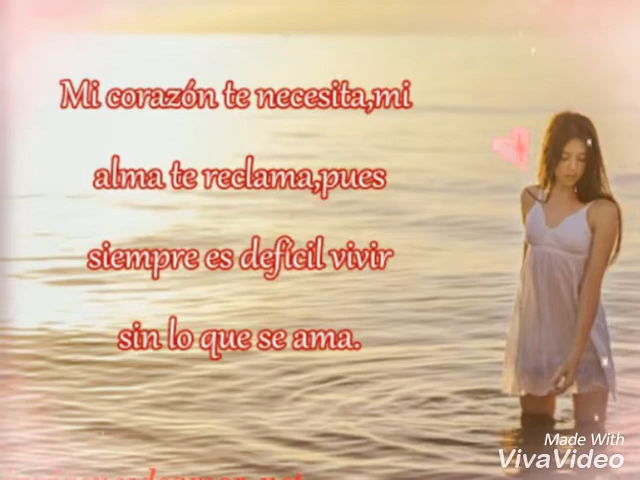 Mi corazón te necesita,mi
alma te reclama,pues
siempre es defícil vivir
sin lo que se ama.
Made With
VivaVideo